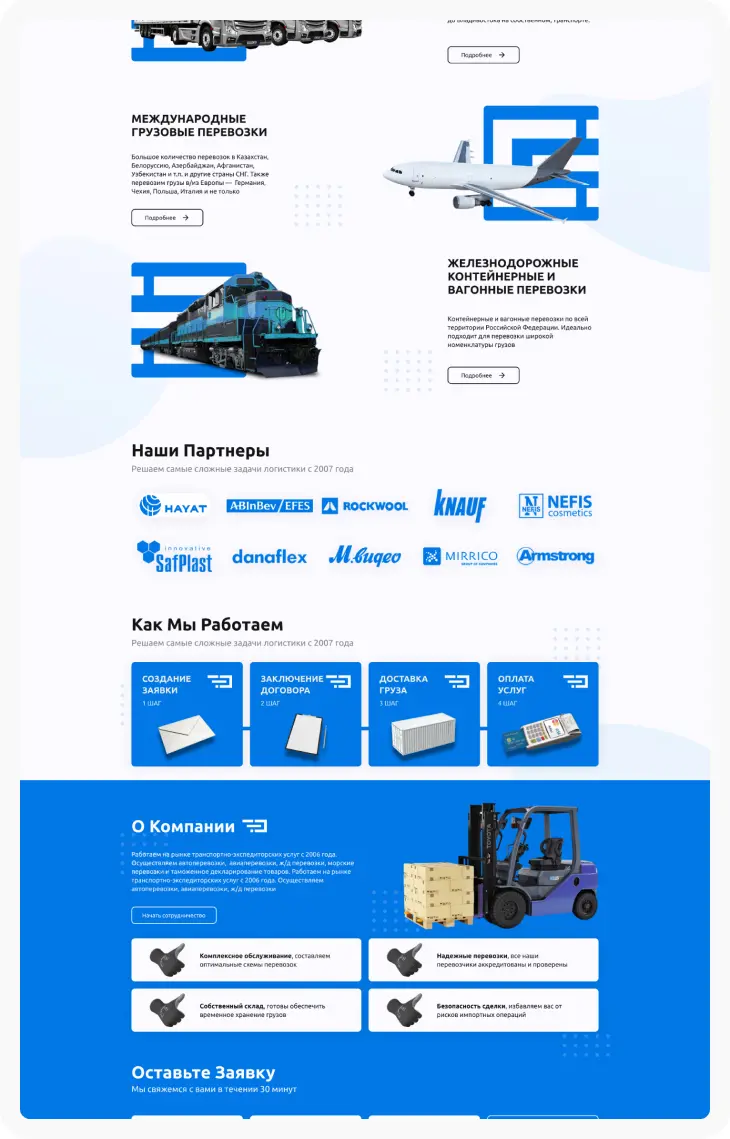 до Владивостока на собственном, транспорте.
Подробнее
МЕЖДУНАРОДНЫЕ
ГРУЗОВЫЕ ПЕРЕВОЗКИ
Большое количество перевозок в Казахстан,
Белоруссию, Азербайджан, Афганистан,
Узбекистан и т.п. и другие страны СНГ. Также
перевозим грузы в/из Европы — Германия,
Чехия, Польша, Италия и не только
Подробнее
ЖЕЛЕЗНОДОРОЖНЫЕ
КОНТЕЙНЕРНЫЕ И
ВАГОННЫЕ ПЕРЕВОЗКИ
Контейнерные и вагонные перевозки по всей
территории Российской Федерации. Идеально
подходит для перевозки широкой
номенклатуры грузов
Подробнее
Наши Партнеры
Решаем самые сложные задачи логистики с 2007 года
HAYAT
ABInBev/EFES
ROCKWOOL
KNAUF
NEFIS
NEFIS
cosmetics
innovative
SafPlast
danaflex
М.видео
MIRRICO
GROUP OF COMPANIES
Armstrong
Как Мы Работаем
Решаем самые сложные задачи логистики с 2007 года
СОЗДАНИЕ
ЗАЯВКИ
1 ШАГ
ЗАКЛЮЧЕНИЕ
ДОГОВОРА
2 ШАГ
ДОСТАВКА
ГРУЗА
3 ШАГ
ОПЛАТА
УСЛУГ
4 ШАГ
О Компании
Работаем на рынке транспортно-экспедиторских услуг с 2006 года.
Осуществляем автоперевозки, авиаперевозки, ж/д перевозки, морские
перевозки и таможенное декларирование товаров. Работаем на рынке
транспортно-экспедиторских услуг с 2006 года. Осуществляем
автоперевозки, авиаперевозки, ж/д перевозки
Начать сотрудничество
TOYOTA
Комплексное обслуживание, составляем
оптимальные схемы перевозок
Надежные перевозки, все наши
перевозчики аккредитованы и проверены
Собственный склад, готовы обеспечить
временное хранение грузов
Безопасность сделки, избавляем вас от
рисков импортных операций
Оставьте Заявку
Мы свяжемся с вами в течении 30 минут